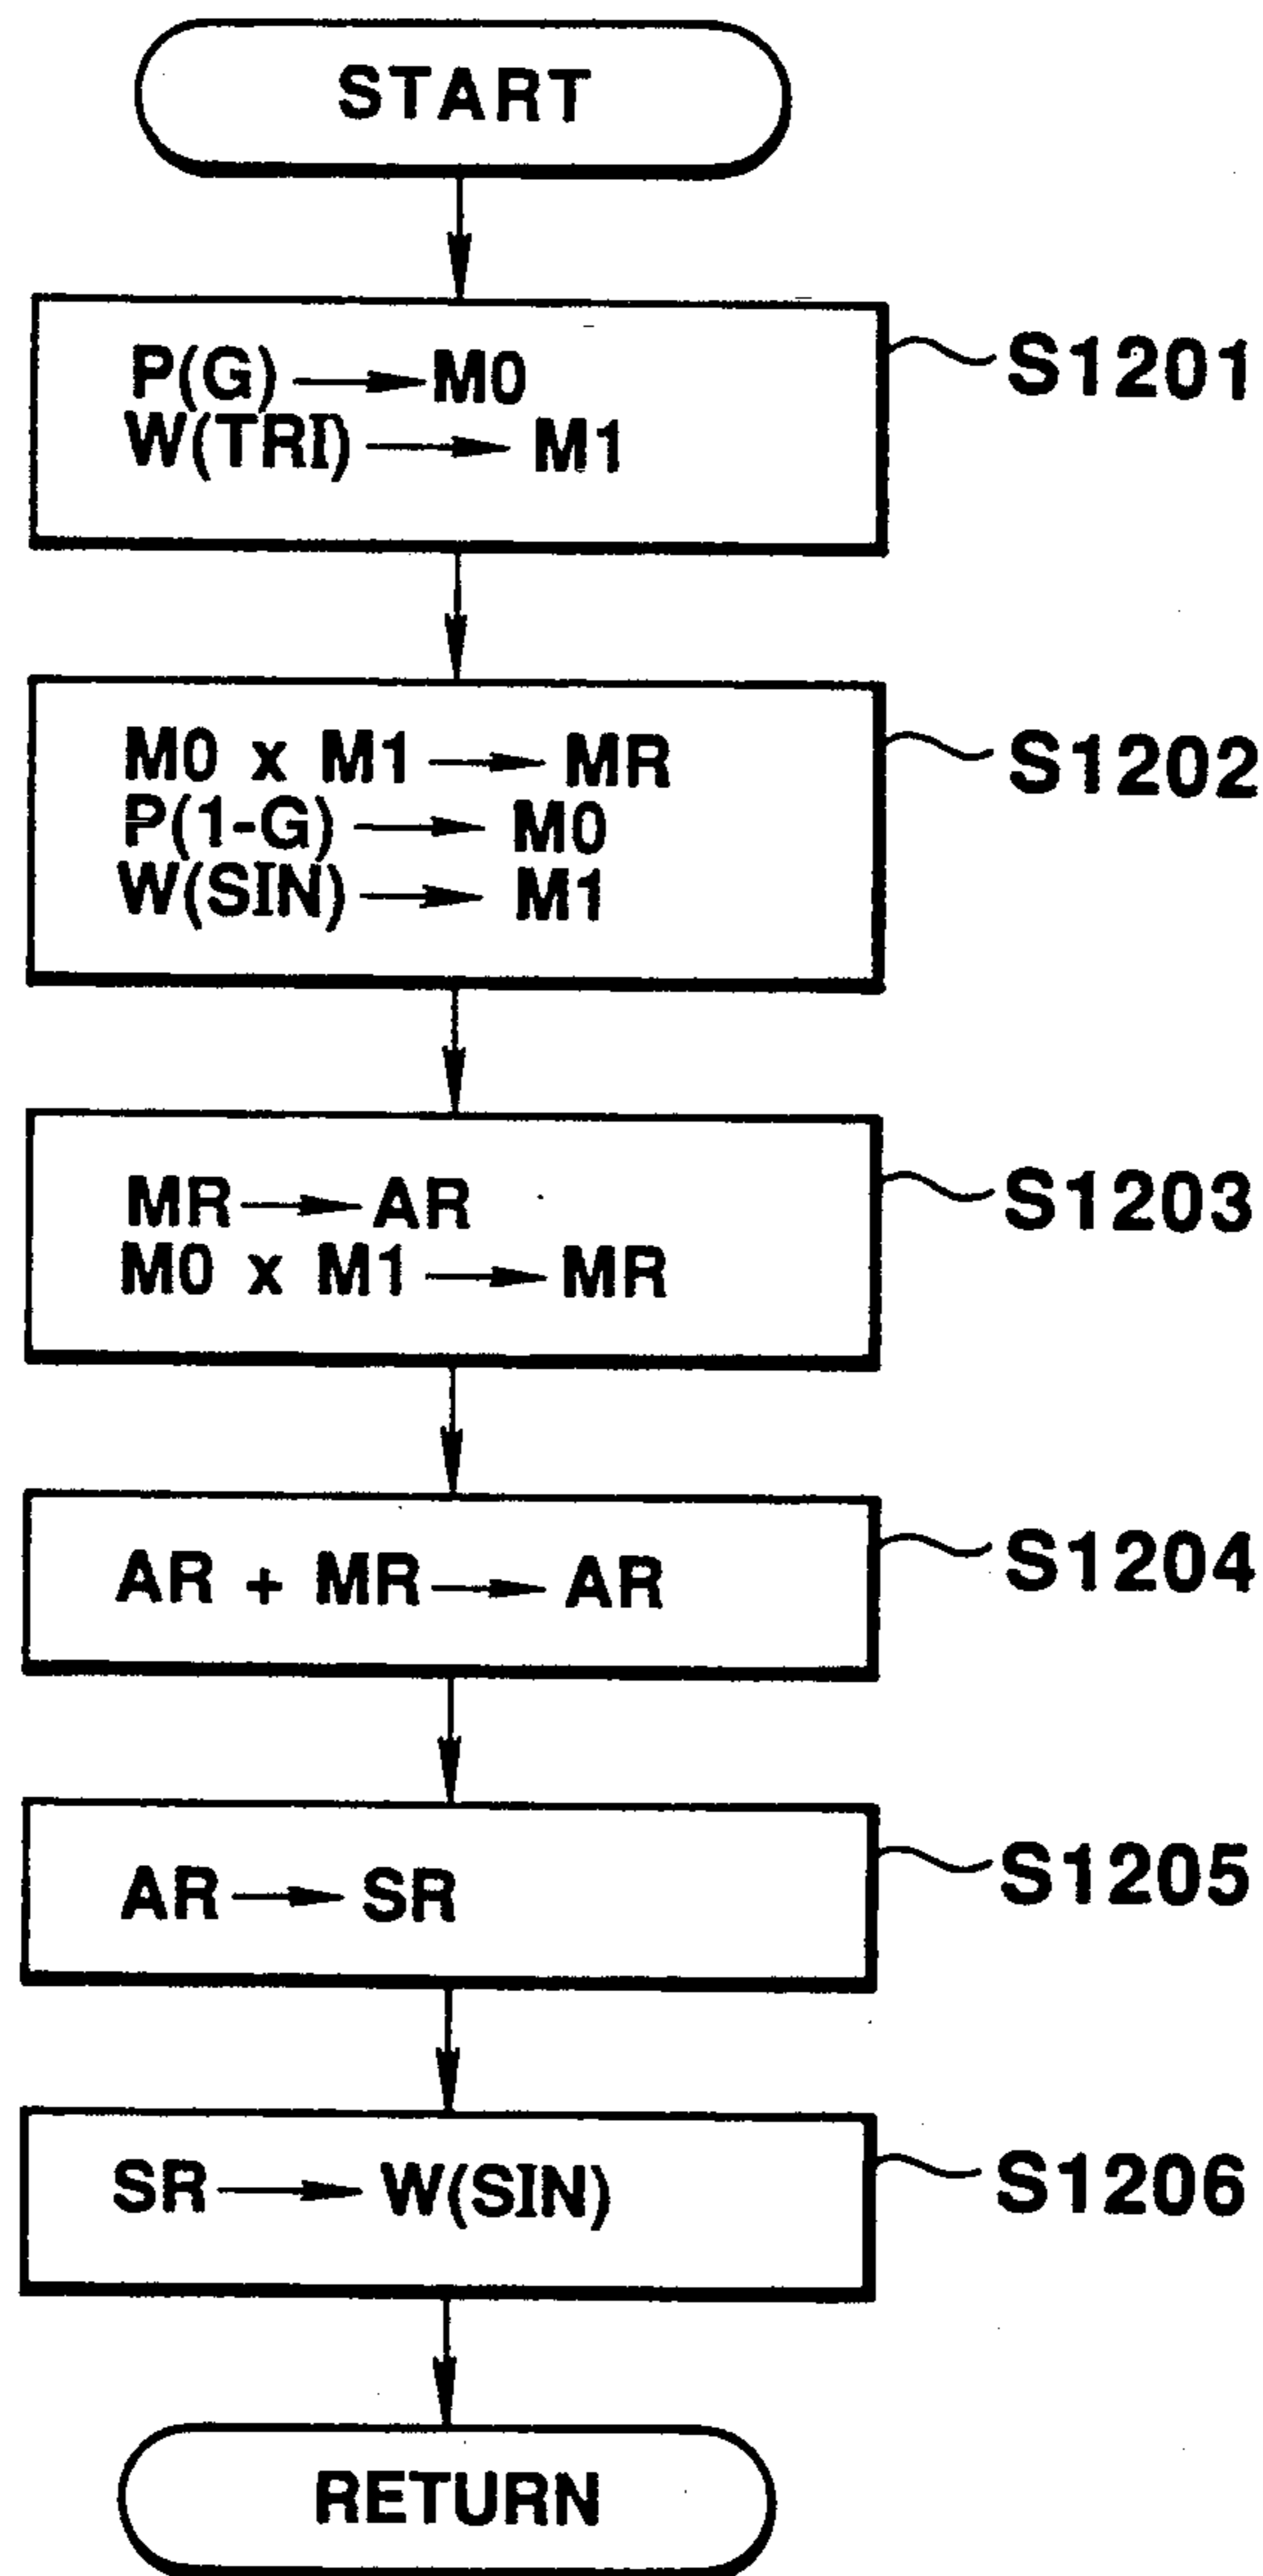 START
P(G) → M0
W(TRI) → M1
S1201
M0 x M1 → MR
P(1-G) → M0
W(SIN) → M1
S1202
MR → AR
M0 x M1 → MR
S1203
AR + MR → AR
S1204
AR → SR
S1205
SR → W(SIN)
S1206
RETURN